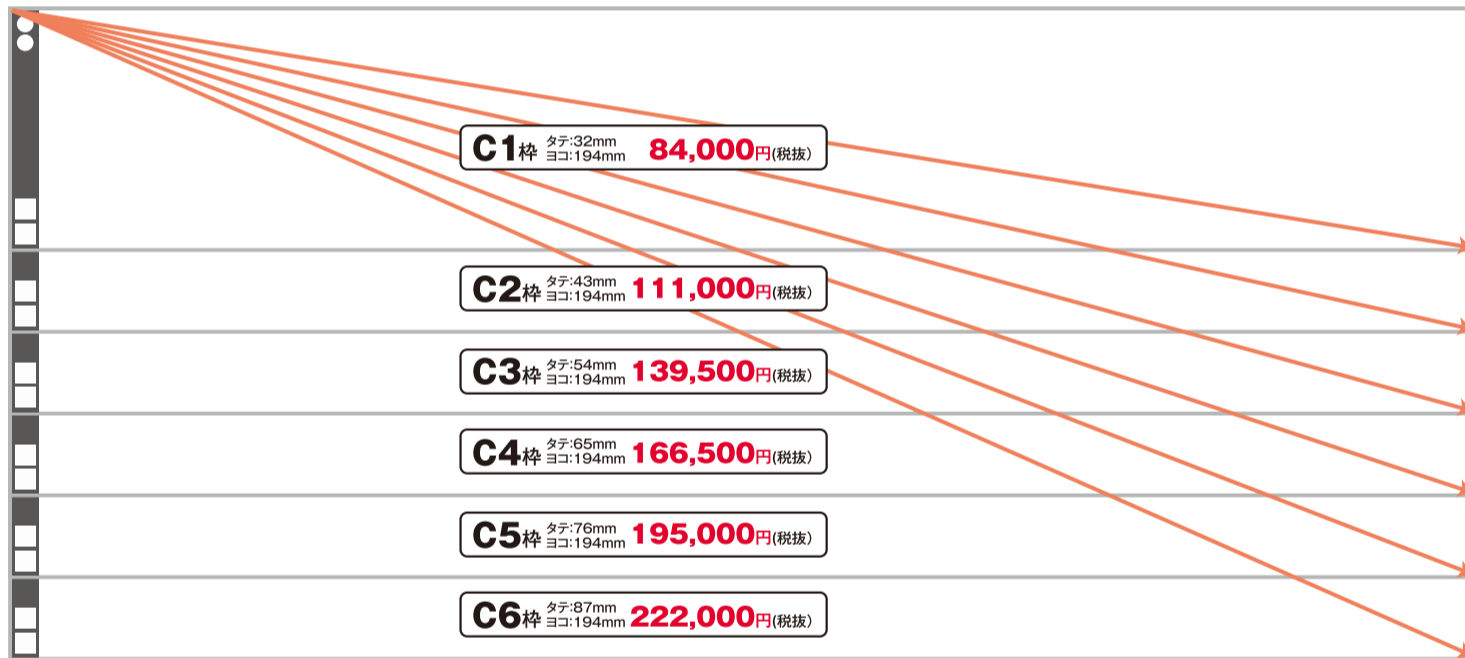 C1枠 タテ:32mm ヨコ:194mm 84,000円(税抜)
C2枠 タテ:43mm ヨコ:194mm 111,000円(税抜)
C3枠 タテ:54mm ヨコ:194mm 139,500円(税抜)
C4枠 タテ:65mm ヨコ:194mm 166,500円(税抜)
C5枠 タテ:76mm ヨコ:194mm 195,000円(税抜)
C6枠 タテ:87mm ヨコ:194mm 222,000円(税抜)